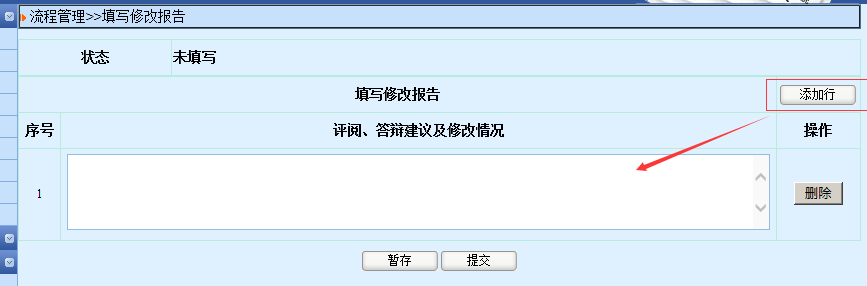 流程管理>>填写修改报告
状态 未填写
填写修改报告 添加行
序号 评阅、答辩建议及修改情况 操作
1 删除
暂存 提交